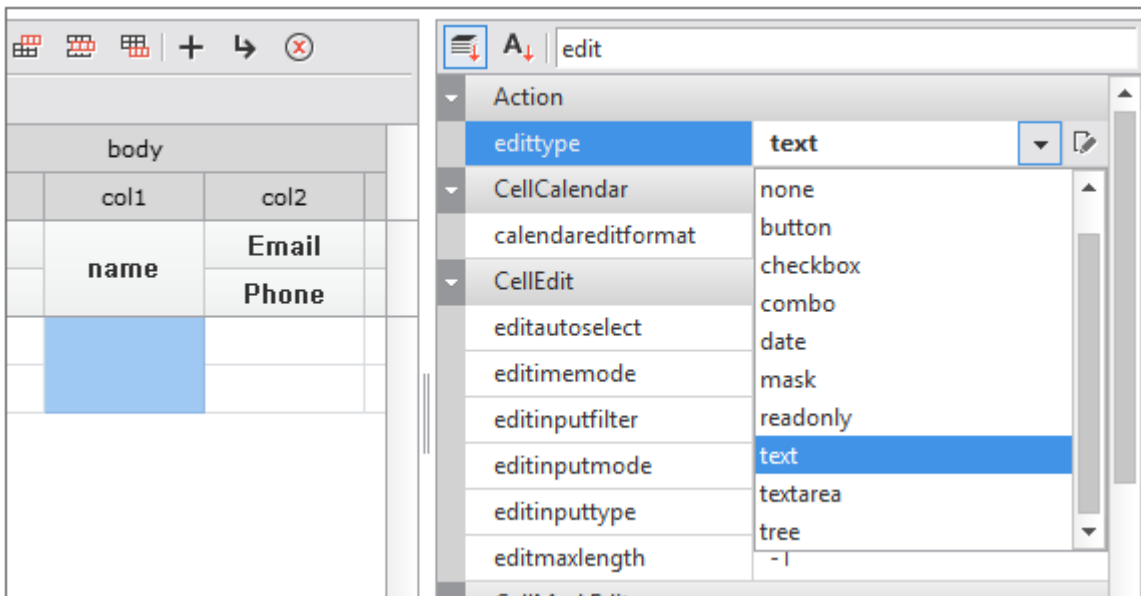 body
col1 col2
name
Email
Phone
edit
Action
edittype text
CellCalendar
calendareditformat
CellEdit
editautoselect
editimemode
editinputfilter
editinputmode
editinputtype
editmaxlength -1
none
button
checkbox
combo
date
mask
readonly
text
textarea
tree